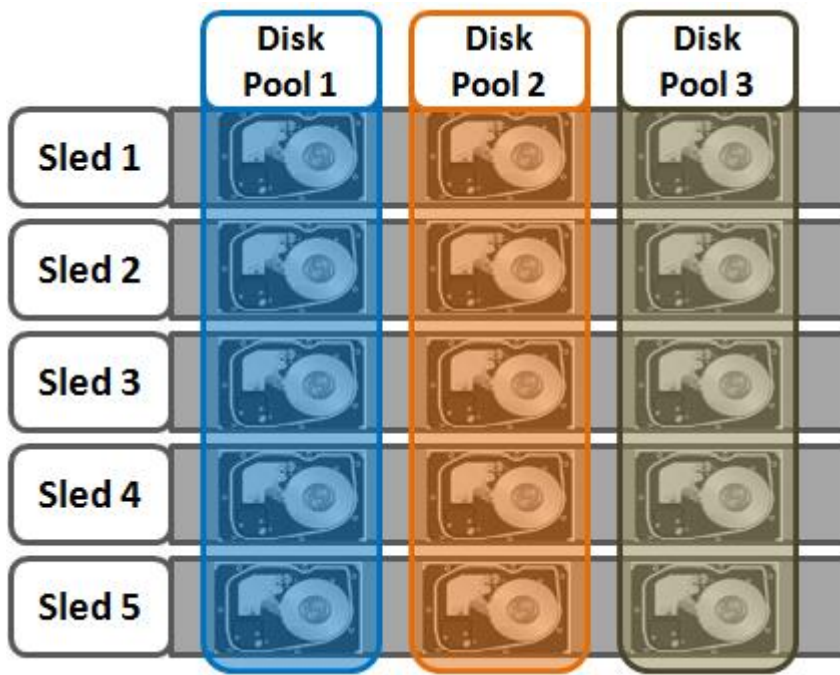 Disk
Pool 1
Disk
Pool 2
Disk
Pool 3
Sled 1
Sled 2
Sled 3
Sled 4
Sled 5